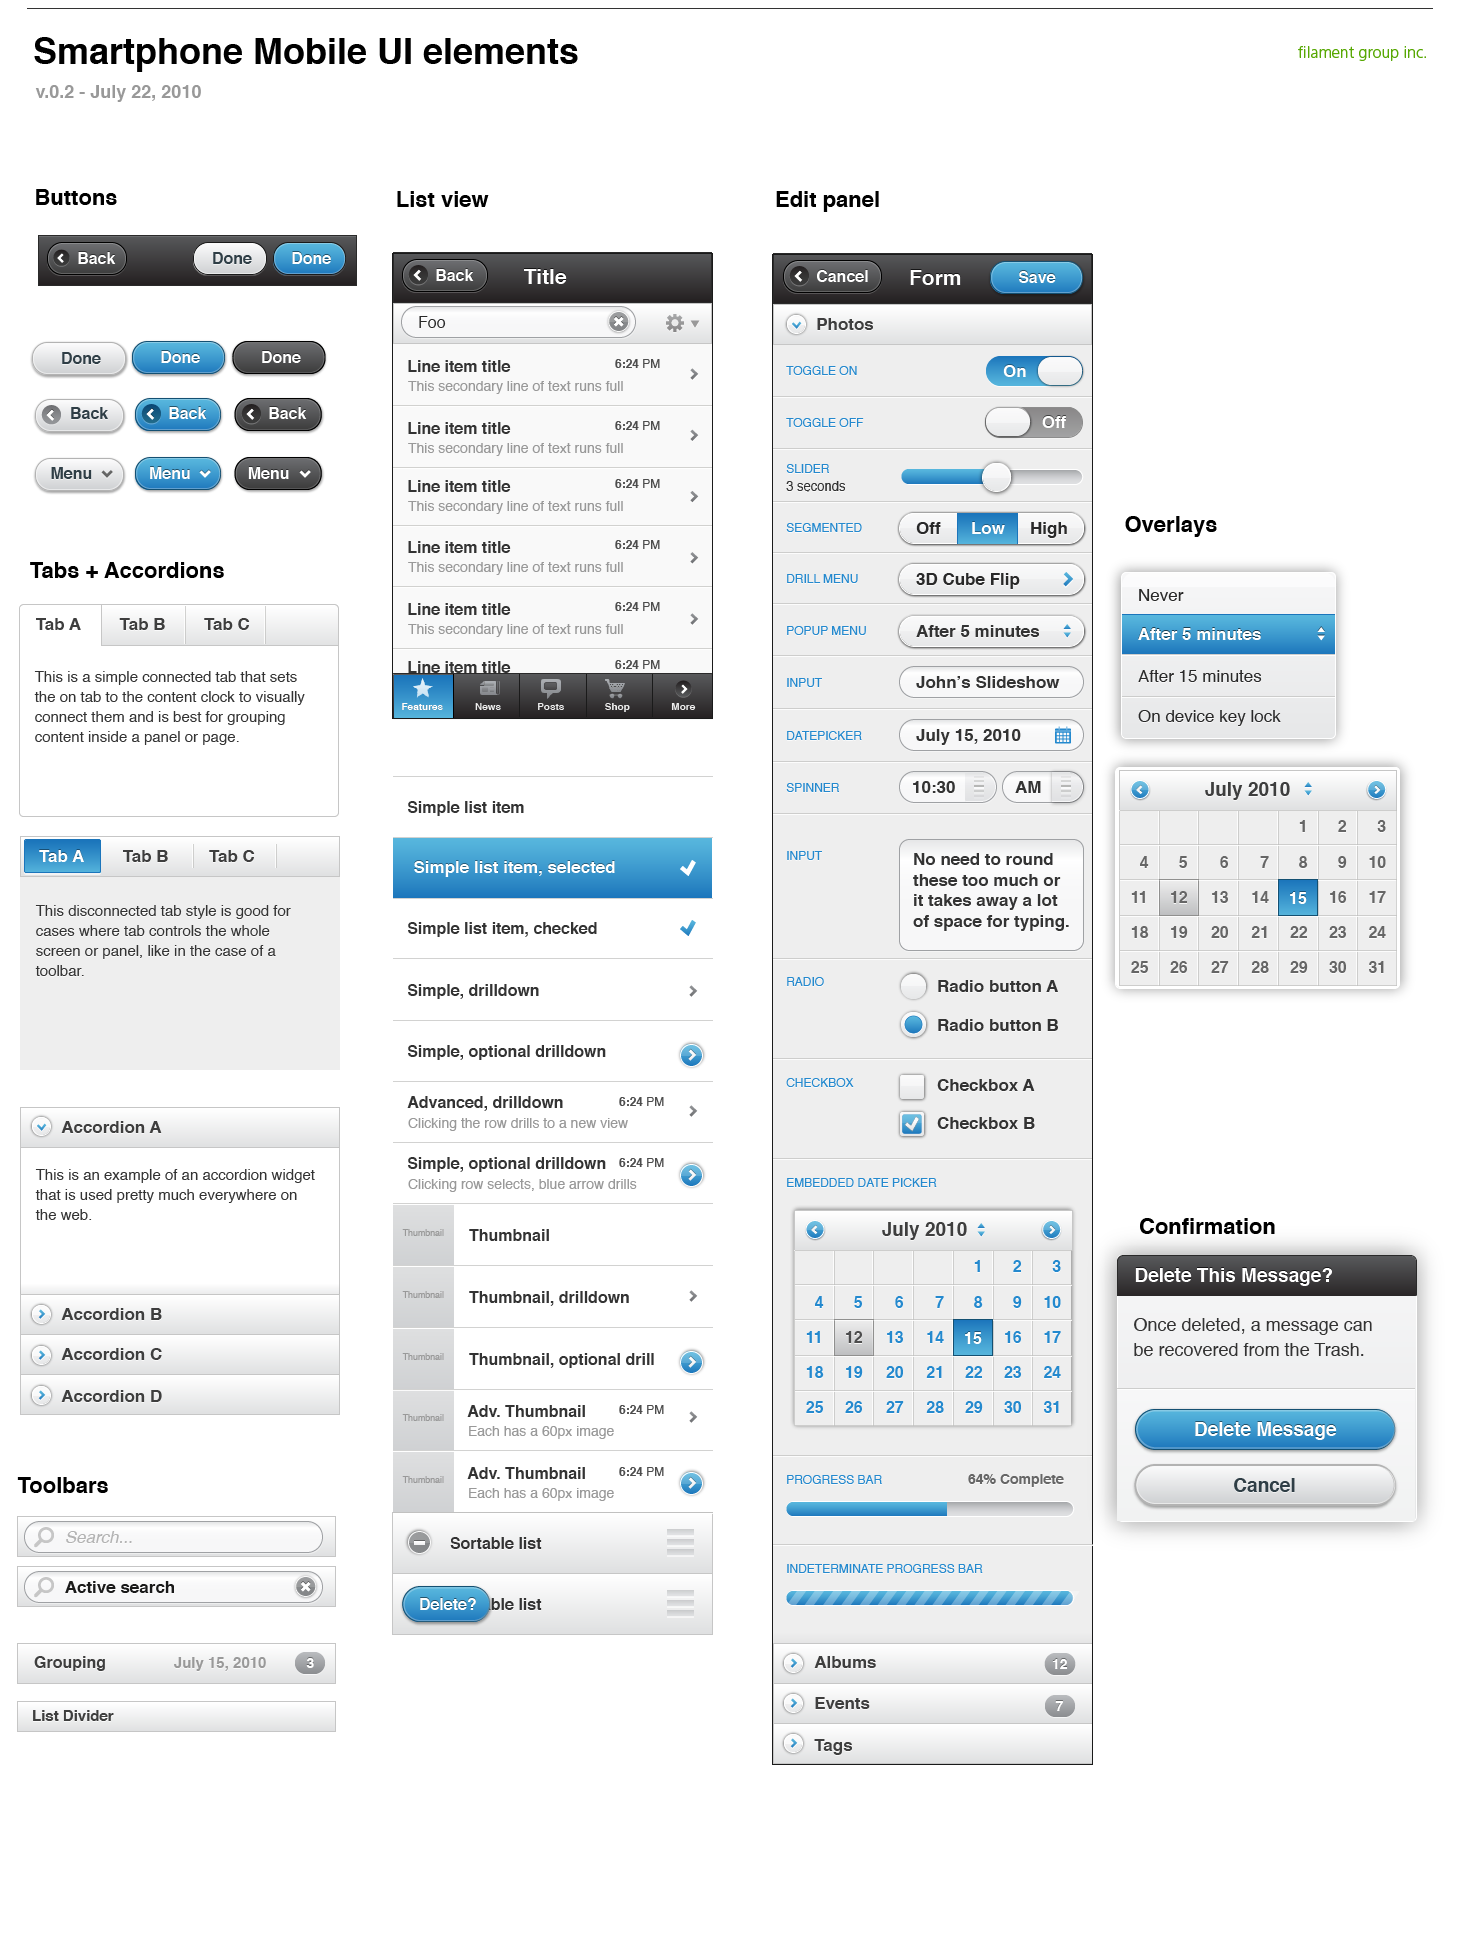 Smartphone Mobile UI elements
filament group inc.
v.0.2 - July 22, 2010
Buttons
Back Done Done
Done Done Done
Back Back Back
Menu Menu Menu
Tabs + Accordions
Tab A Tab B Tab C
This is a simple connected tab that sets
the on tab to the content clock to visually
connect them and is best for grouping
content inside a panel or page.
Tab A Tab B Tab C
This disconnected tab style is good for
cases where tab controls the whole
screen or panel, like in the case of a
toolbar.
Accordion A
This is an example of an accordion widget
that is used pretty much everywhere on
the web.
Accordion B
Accordion C
Accordion D
Toolbars
Search...
Active search
Grouping July 15, 2010 3
List Divider
List view
Back Title
Foo
Line item title 6:24 PM
This secondary line of text runs full
Line item title 6:24 PM
This secondary line of text runs full
Line item title 6:24 PM
This secondary line of text runs full
Line item title 6:24 PM
This secondary line of text runs full
Line item title 6:24 PM
This secondary line of text runs full
Line item title 6:24 PM
Features News Posts Shop More
Simple list item
Simple list item, selected
Simple list item, checked
Simple, drilldown
Simple, optional drilldown
Advanced, drilldown 6:24 PM
Clicking the row drills to a new view
Simple, optional drilldown 6:24 PM
Clicking row selects, blue arrow drills
Thumbnail Thumbnail
Thumbnail Thumbnail, drilldown
Thumbnail Thumbnail, optional drill
Thumbnail Adv. Thumbnail 6:24 PM
Each has a 60px image
Thumbnail Adv. Thumbnail 6:24 PM
Each has a 60px image
Sortable list
Delete? ble list
Edit panel
Cancel Form Save
Photos
TOGGLE ON On
TOGGLE OFF Off
SLIDER
3 seconds
SEGMENTED Off Low High
DRILL MENU 3D Cube Flip
POPUP MENU After 5 minutes
INPUT John's Slideshow
DATEPICKER July 15, 2010
SPINNER 10:30 AM
INPUT No need to round
these too much or
it takes away a lot
of space for typing.
RADIO Radio button A
Radio button B
CHECKBOX Checkbox A
Checkbox B
EMBEDDED DATE PICKER
July 2010
1 2 3
4 5 6 7 8 9 10
11 12 13 14 15 16 17
18 19 20 21 22 23 24
25 26 27 28 29 30 31
PROGRESS BAR 64% Complete
INDETERMINATE PROGRESS BAR
Albums 12
Events 7
Tags
Overlays
Never
After 5 minutes
After 15 minutes
On device key lock
July 2010
1 2 3
4 5 6 7 8 9 10
11 12 13 14 15 16 17
18 19 20 21 22 23 24
25 26 27 28 29 30 31
Confirmation
Delete This Message?
Once deleted, a message can
be recovered from the Trash.
Delete Message
Cancel